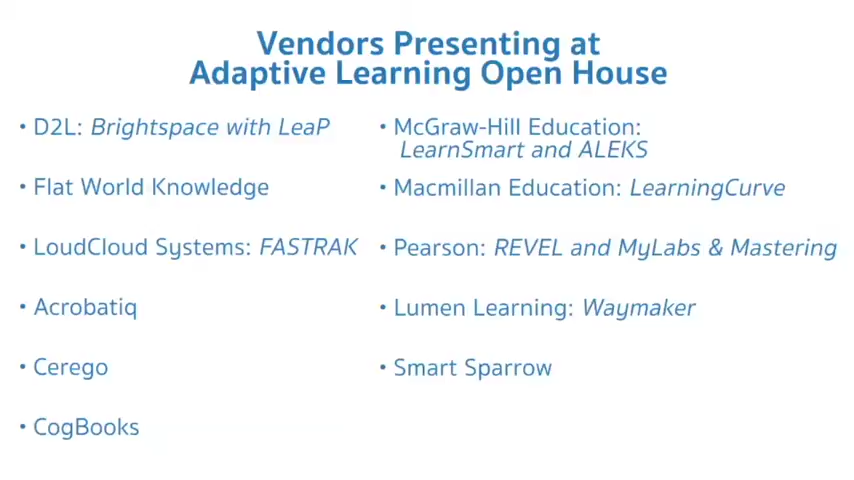 Vendors Presenting at
Adaptive Learning Open House
• D2L: Brightspace with LeaP
• Flat World Knowledge
• LoudCloud Systems: FASTRAK
• Acrobatiq
• Cerego
• CogBooks
• McGraw-Hill Education:
LearnSmart and ALEKS
• Macmillan Education: LearningCurve
• Pearson: REVEL and MyLabs & Mastering
• Lumen Learning: Waymaker
• Smart Sparrow